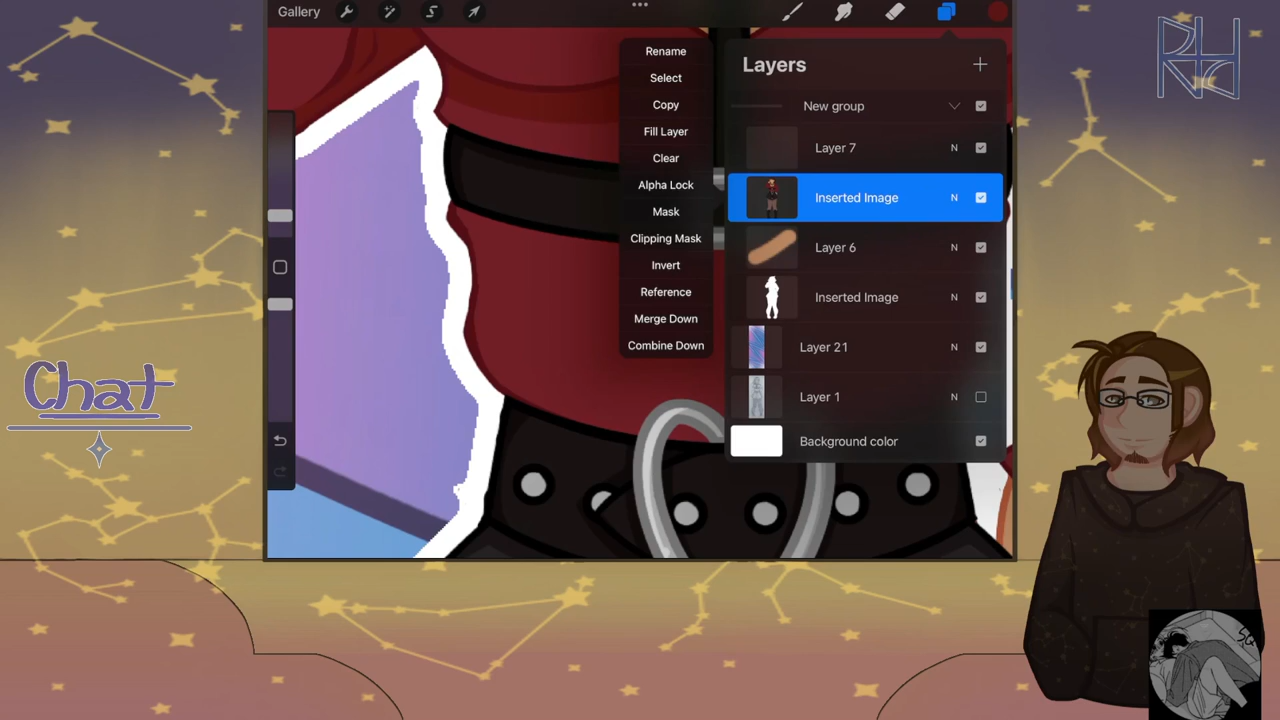 Gallery
Layers
Rename
Select
Copy
Fill Layer
Clear
Alpha Lock
Mask
Clipping Mask
Invert
Reference
Merge Down
Combine Down
New group
Layer 7 N
Inserted Image N
Layer 6 N
Inserted Image N
Layer 21 N
Layer 1 N
Background color
Chat